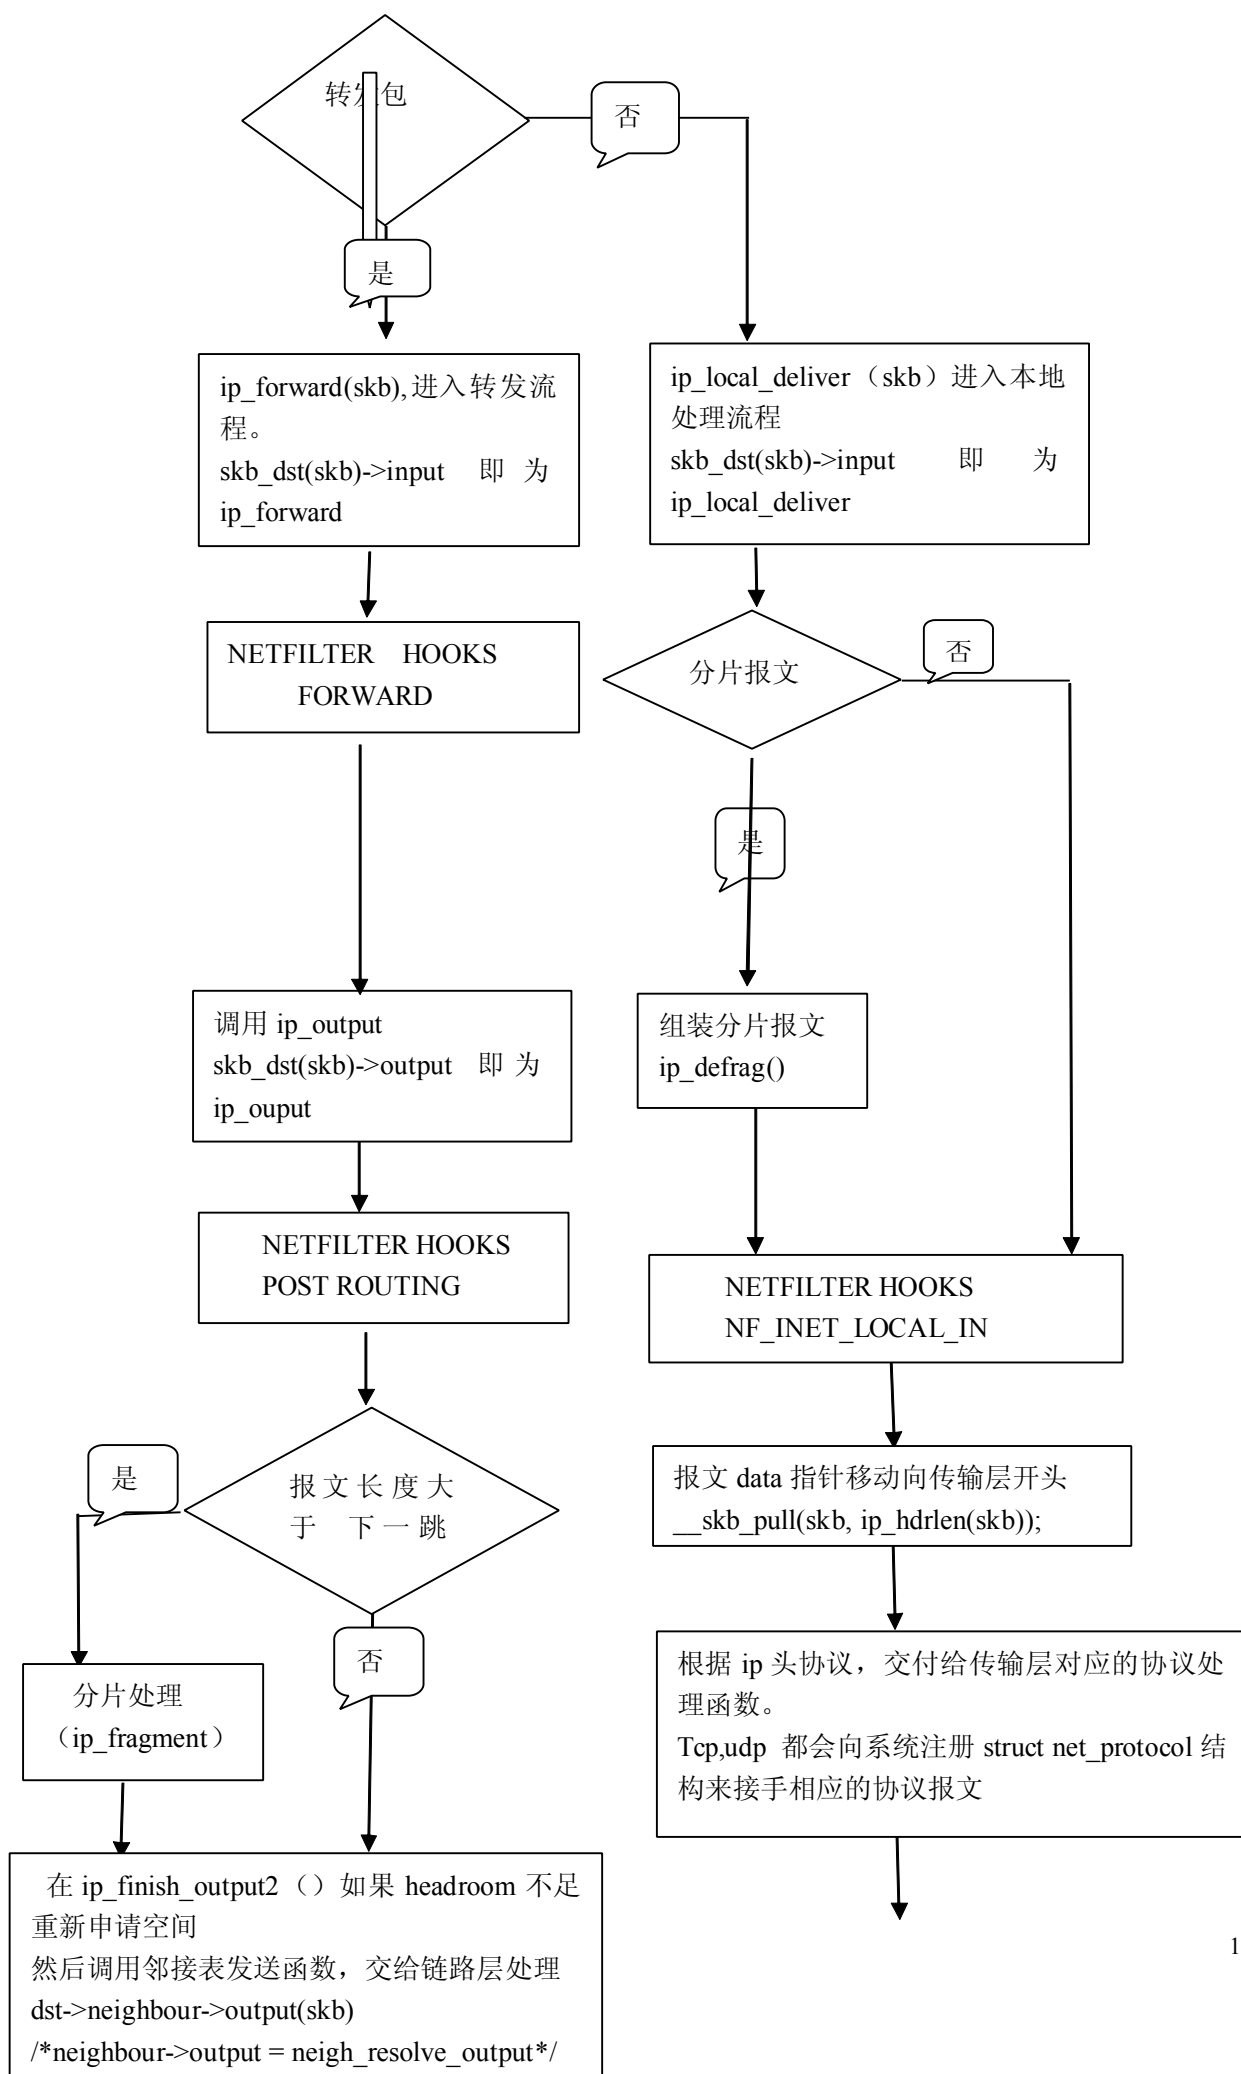 转发包
否
是
ip_forward(skb),进入转发流
程。
skb_dst(skb)->input 即 为
ip_forward
ip_local_deliver（skb）进入本地
处理流程
skb_dst(skb)->input 即 为
ip_local_deliver
NETFILTER HOOKS
FORWARD
分片报文
否
是
调用 ip_output
skb_dst(skb)->output 即 为
ip_ouput
组装分片报文
ip_defrag()
NETFILTER HOOKS
POST ROUTING
NETFILTER HOOKS
NF_INET_LOCAL_IN
是
报 文 长 度 大
于 下 一 跳
否
报文 data 指针移动向传输层开头
__skb_pull(skb, ip_hdrlen(skb));
分片处理
（ip_fragment）
根据 ip 头协议，交付给传输层对应的协议处
理函数。
Tcp,udp 都会向系统注册 struct net_protocol 结
构来接手相应的协议报文
在 ip_finish_output2 （）如果 headroom 不足
重新申请空间
然后调用邻接表发送函数，交给链路层处理
dst->neighbour->output(skb)
/*neighbour->output = neigh_resolve_output*/
1